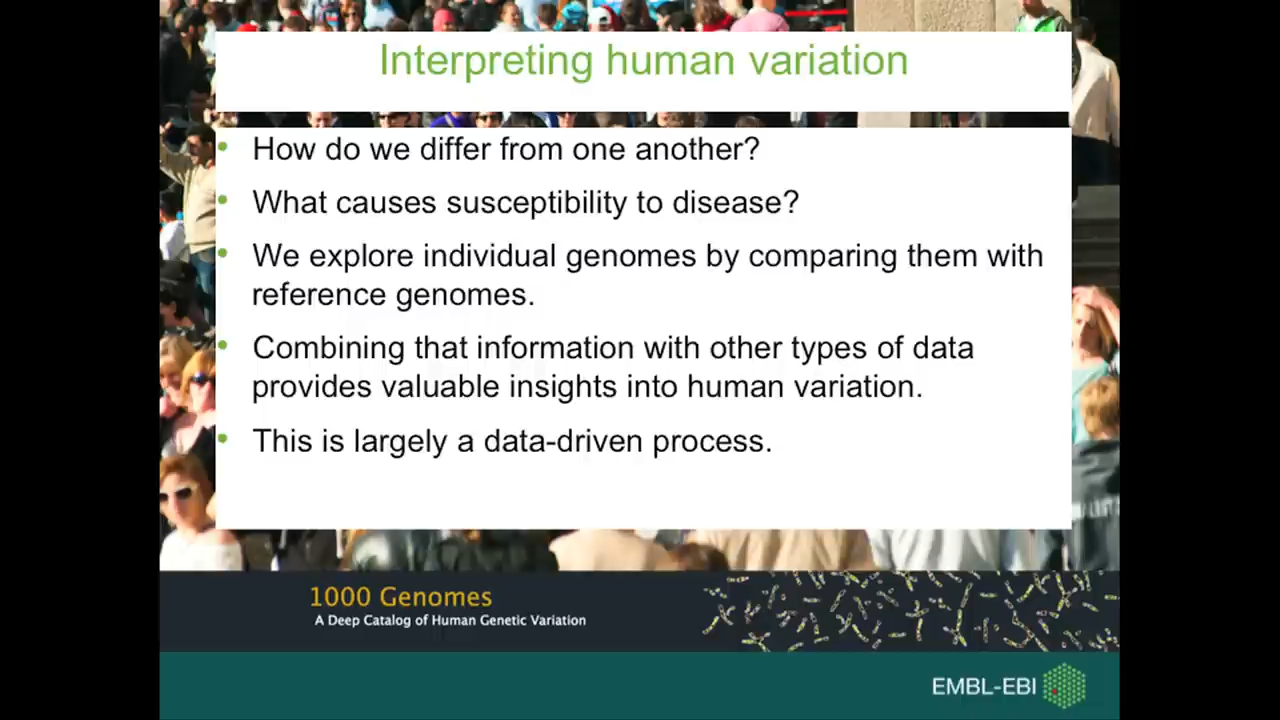 Interpreting human variation
• How do we differ from one another?
• What causes susceptibility to disease?
• We explore individual genomes by comparing them with
reference genomes.
• Combining that information with other types of data
provides valuable insights into human variation.
• This is largely a data-driven process.
1000 Genomes
A Deep Catalog of Human Genetic Variation
EMBL-EBI